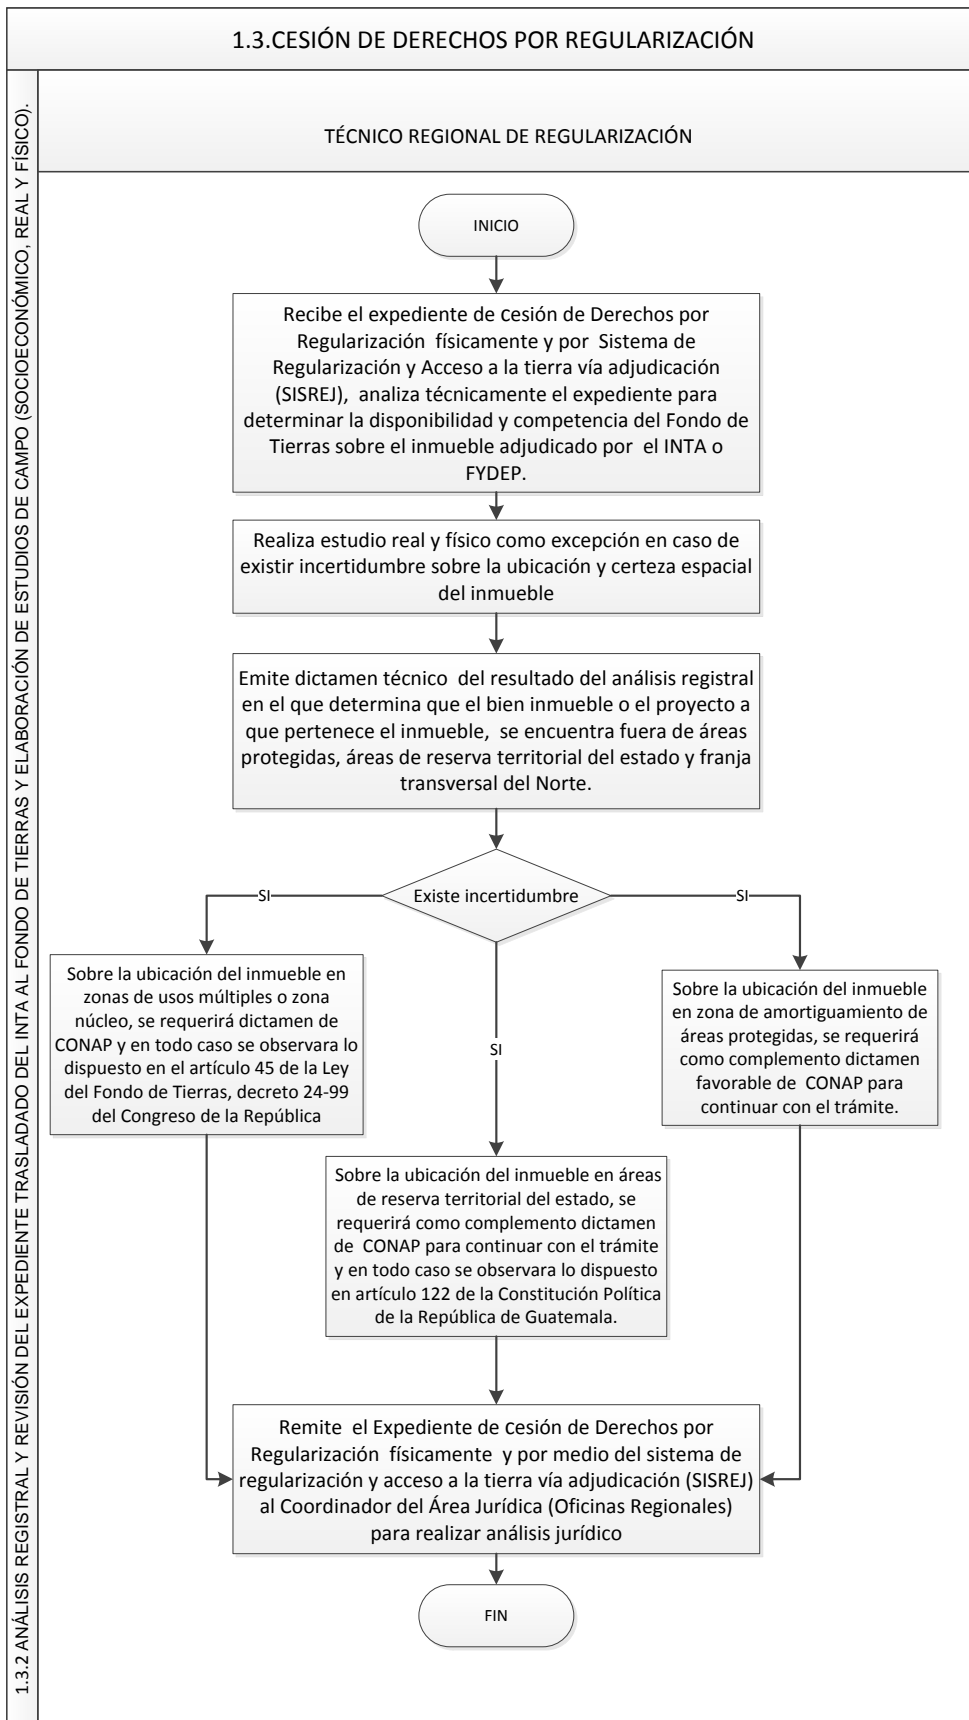 1.3.CESIÓN DE DERECHOS POR REGULARIZACIÓN
1.3.2 ANÁLISIS REGISTRAL Y REVISIÓN DEL EXPEDIENTE TRASLADADO DEL INTA AL FONDO DE TIERRAS Y ELABORACIÓN DE ESTUDIOS DE CAMPO (SOCIOECONÓMICO, REAL Y FÍSICO).
TÉCNICO REGIONAL DE REGULARIZACIÓN
INICIO
Recibe el expediente de cesión de Derechos por
Regularización físicamente y por Sistema de
Regularización y Acceso a la tierra vía adjudicación
(SISREJ), analiza técnicamente el expediente para
determinar la disponibilidad y competencia del Fondo de
Tierras sobre el inmueble adjudicado por el INTA o
FYDEP.
Realiza estudio real y físico como excepción en caso de
existir incertidumbre sobre la ubicación y certeza espacial
del inmueble
Emite dictamen técnico del resultado del análisis registral
en el que determina que el bien inmueble o el proyecto a
que pertenece el inmueble, se encuentra fuera de áreas
protegidas, áreas de reserva territorial del estado y franja
transversal del Norte.
Existe incertidumbre
SI
SI
SI
Sobre la ubicación del inmueble en
zonas de usos múltiples o zona
núcleo, se requerirá dictamen de
CONAP y en todo caso se observara lo
dispuesto en el artículo 45 de la Ley
del Fondo de Tierras, decreto 24-99
del Congreso de la República
Sobre la ubicación del inmueble
en zona de amortiguamiento de
áreas protegidas, se requerirá
como complemento dictamen
favorable de CONAP para
continuar con el trámite.
Sobre la ubicación del inmueble en áreas
de reserva territorial del estado, se
requerirá como complemento dictamen
de CONAP para continuar con el trámite
y en todo caso se observara lo dispuesto
en artículo 122 de la Constitución Política
de la República de Guatemala.
Remite el Expediente de cesión de Derechos por
Regularización físicamente y por medio del sistema de
regularización y acceso a la tierra vía adjudicación (SISREJ)
al Coordinador del Área Jurídica (Oficinas Regionales)
para realizar análisis jurídico
FIN